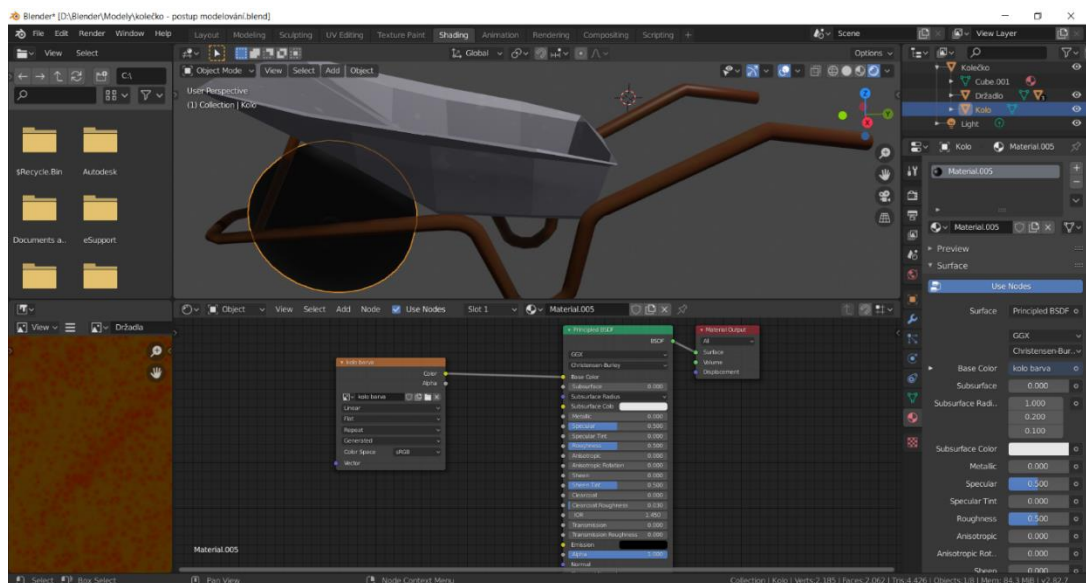 Blender* [D:\Blender\Modely\kolečko - postup modelování.blend]
File Edit Render Window Help
Layout Modeling Sculpting UV Editing Texture Paint Shading Animation Rendering Compositing Scripting +
Scene
View Layer
View Select
Global
Options
Object Mode View Select Add Object
C:\
User Perspective
(1) Collection | Kolo
$Recycle.Bin Autodesk
Documents a.. eSupport
Kolečko
Cube.001
Držadlo
Kolo
Light
Kolo Material.005
Material.005
Material.005
Preview
Surface
Use Nodes
Surface Principled BSDF
GGX
Christensen-Bur..
Base Color kolo barva
Subsurface 0.000
Subsurface Radi.. 1.000
0.200
0.100
Subsurface Color
Metallic 0.000
Specular 0.500
Specular Tint 0.000
Roughness 0.500
Anisotropic 0.000
Anisotropic Rot.. 0.000
Sheen 0.000
View Držadla
Object View Select Add Node Use Nodes Slot 1 Material.005
kolo barva
Color
Alpha
kolo barva
Linear
Flat
Repeat
Generated
Color Space sRGB
Vector
Principled BSDF
BSDF
GGX
Christensen-Burley
Base Color
Subsurface 0.000
Subsurface Radius
Subsurface Colo
Metallic 0.000
Specular 0.500
Specular Tint 0.000
Roughness 0.500
Anisotropic 0.000
Anisotropic Rotation 0.000
Sheen 0.000
Sheen Tint 0.500
Clearcoat 0.000
Clearcoat Roughness 0.030
IOR 1.450
Transmission 0.000
Transmission Roughness 0.000
Emission
Alpha 1.000
Normal
Material Output
All
Surface
Volume
Displacement
Material.005
Select Box Select Pan View Node Context Menu
Collection | Kolo | Verts:2,185 | Faces:2,062 | Tris:4,426 | Objects:1/8 | Mem: 84.3 MiB | v2.82.7